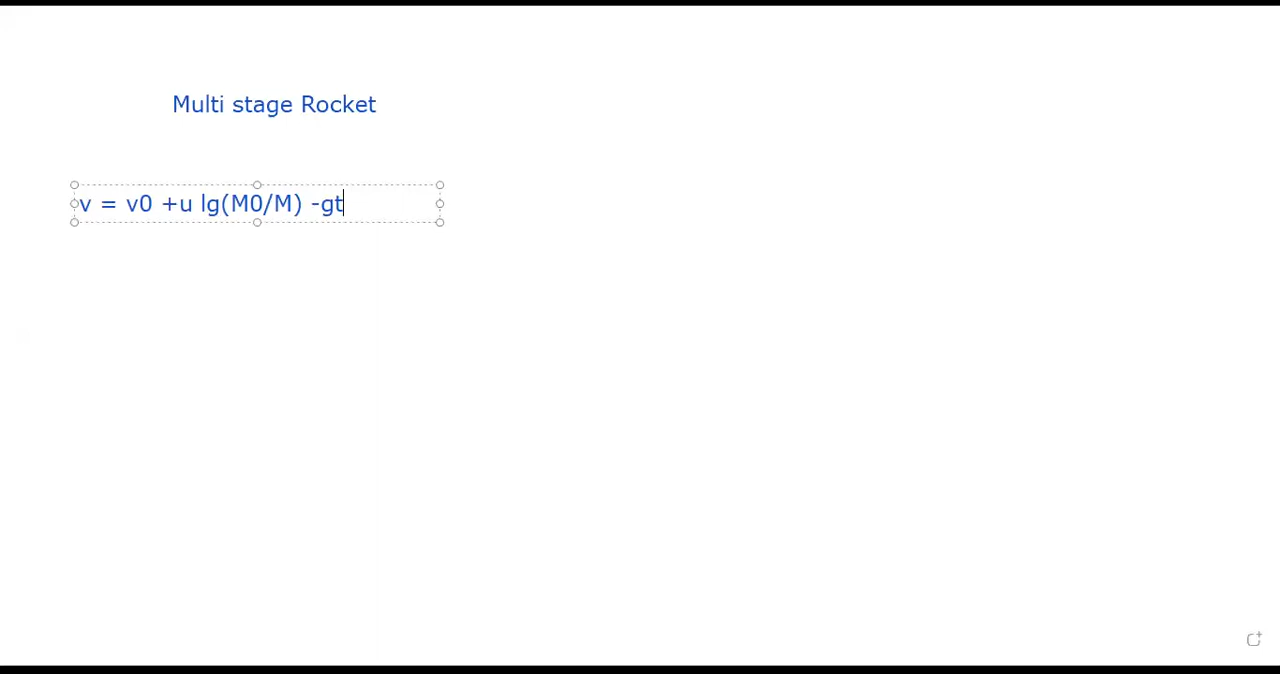 Multi stage Rocket
v = v0 +u lg(M0/M) -gt